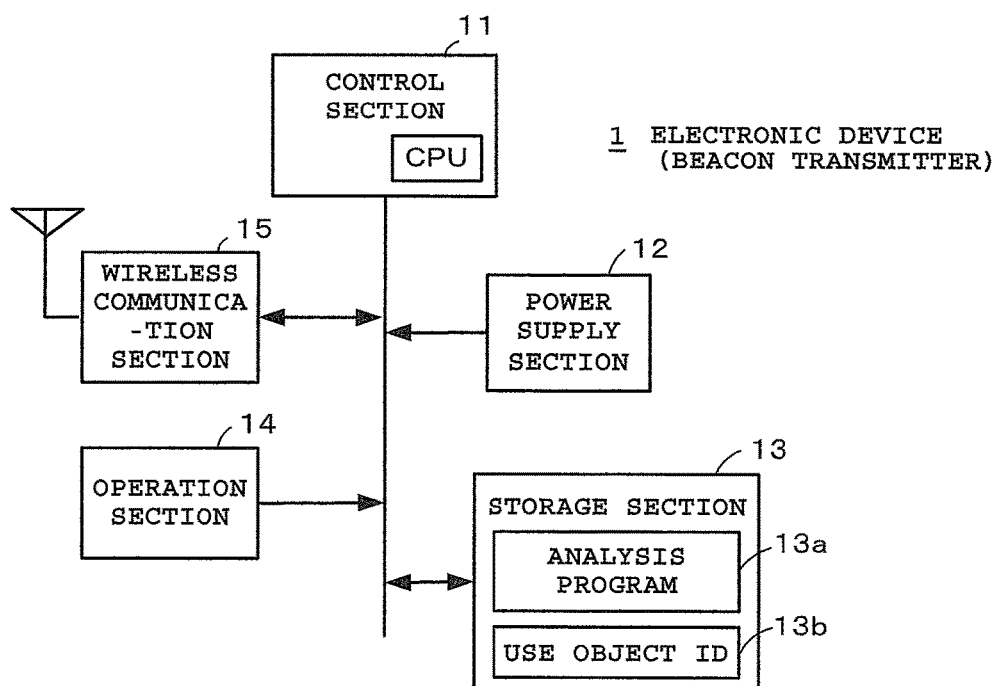 11
CONTROL
SECTION
CPU
1 ELECTRONIC DEVICE
(BEACON TRANSMITTER)
15
WIRELESS
COMMUNICA
-TION
SECTION
12
POWER
SUPPLY
SECTION
14
OPERATION
SECTION
13
STORAGE SECTION
13a
ANALYSIS
PROGRAM
13b
USE OBJECT ID